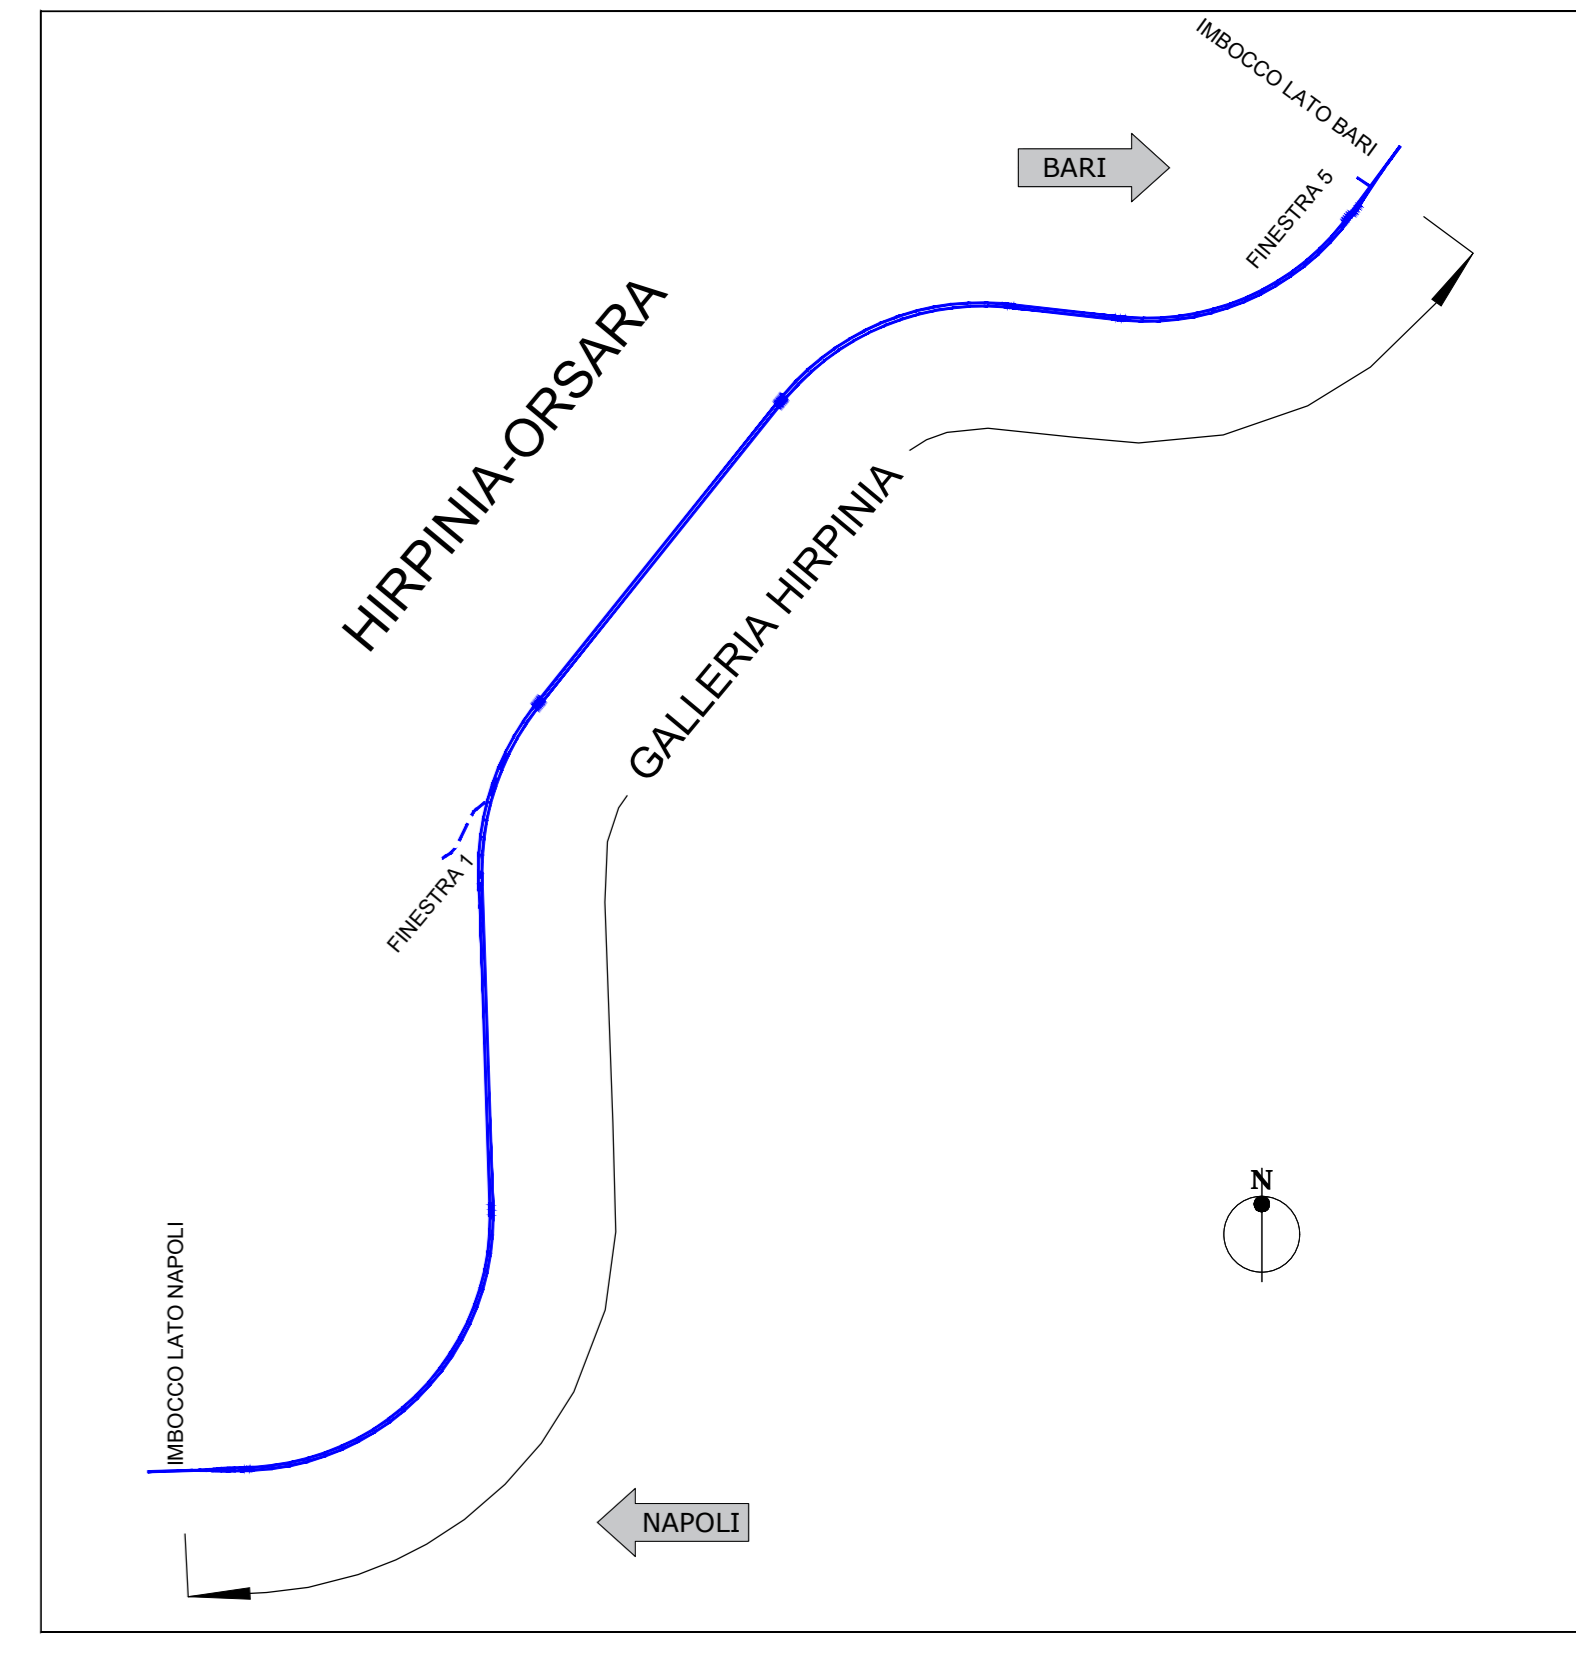 IMBOCCO LATO BARI
BARI
FINESTRA 5
HIRPINIA-ORSARA
GALLERIA HIRPINIA
FINESTRA 1
N
IMBOCCO LATO NAPOLI
NAPOLI